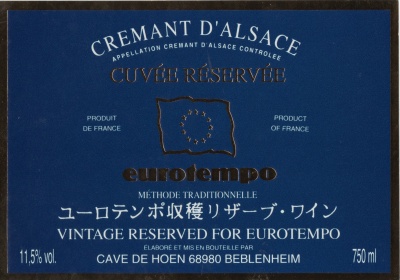 CREMANT D'ALSACE
APPELLATION CREMANT D'ALSACE CONTROLEE
CUVÉE RÉSERVÉE
PRODUIT
DE FRANCE
PRODUCT
OF FRANCE
eurotempo
MÉTHODE TRADITIONNELLE
ユーロテンポ収穫リザーブ・ワイン
VINTAGE RESERVED FOR EUROTEMPO
ÉLABORÉ ET MIS EN BOUTEILLE PAR
11,5% vol.
CAVE DE HOEN 68980 BEBLENHEIM
750 ml